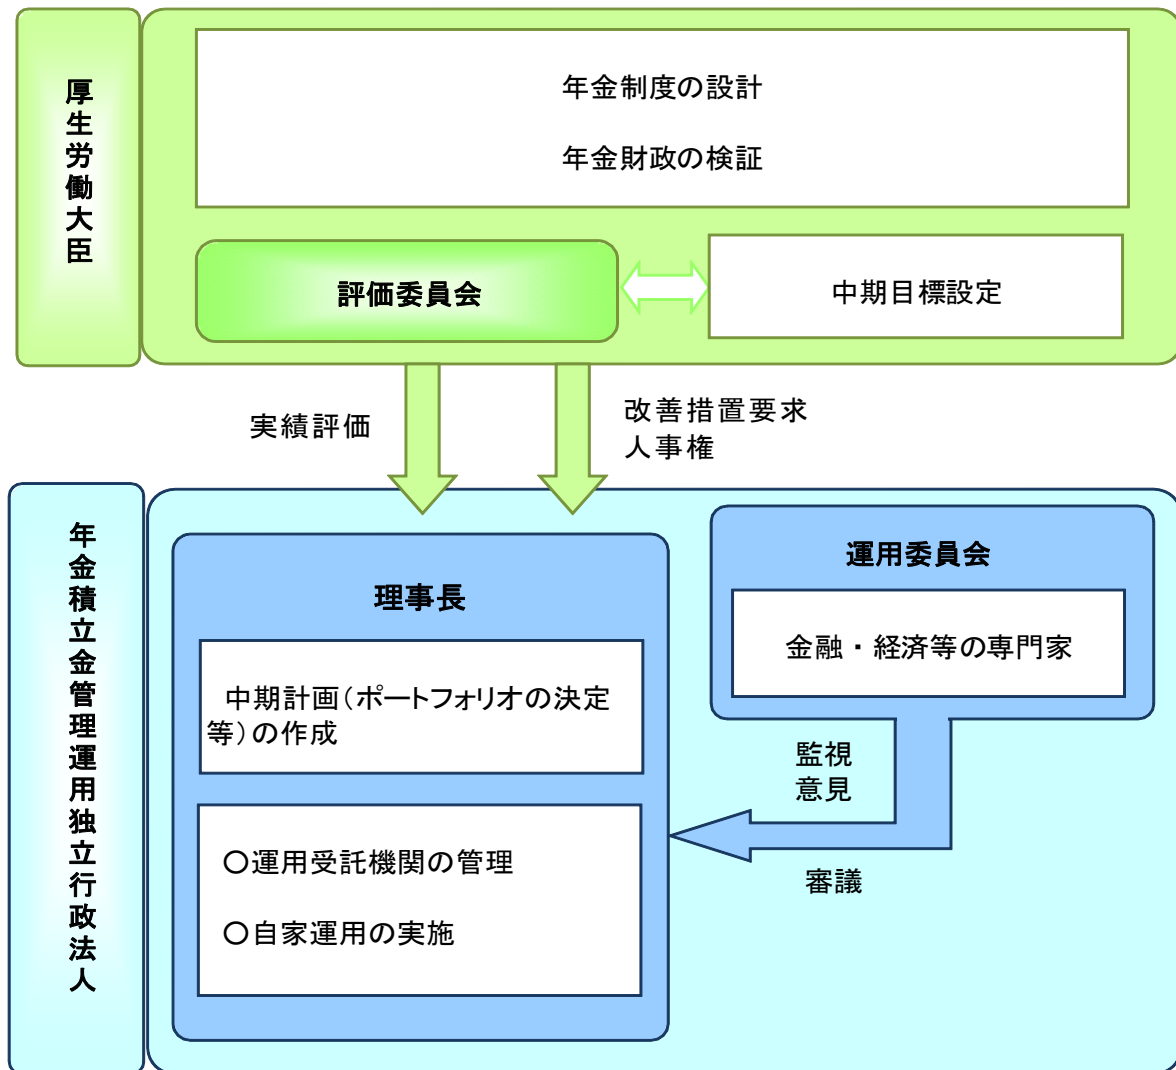 厚生労働大臣
年金制度の設計
年金財政の検証
評価委員会
中期目標設定
実績評価
改善措置要求
人事権
年金積立金管理運用独立行政法人
理事長
中期計画（ポートフォリオの決定
等）の作成
〇運用受託機関の管理
〇自家運用の実施
運用委員会
金融・経済等の専門家
監視
意見
審議